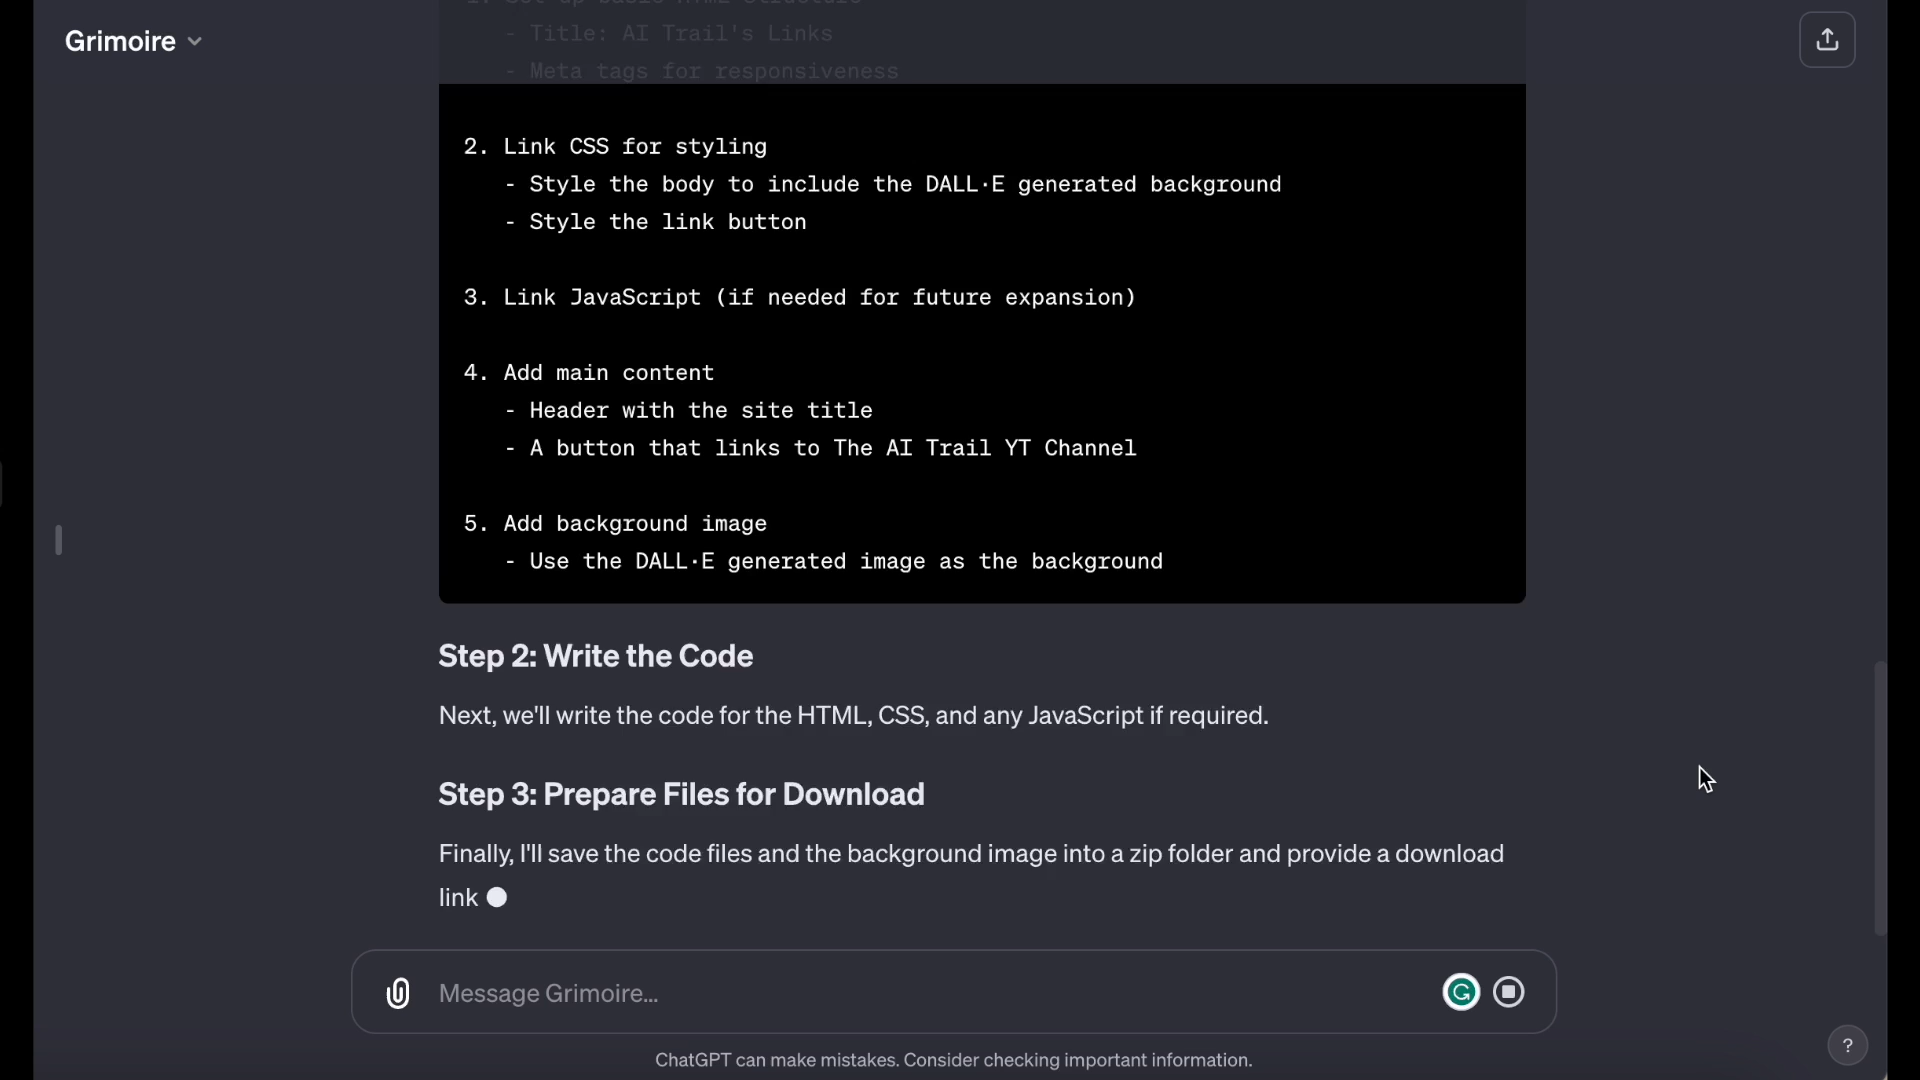 Grimoire
1. Set up basic HTML structure
- Title: AI Trail's Links
- Meta tags for responsiveness
2. Link CSS for styling
- Style the body to include the DALL·E generated background
- Style the link button
3. Link JavaScript (if needed for future expansion)
4. Add main content
- Header with the site title
- A button that links to The AI Trail YT Channel
5. Add background image
- Use the DALL·E generated image as the background
Step 2: Write the Code
Next, we'll write the code for the HTML, CSS, and any JavaScript if required.
Step 3: Prepare Files for Download
Finally, I'll save the code files and the background image into a zip folder and provide a download
link
Message Grimoire...
ChatGPT can make mistakes. Consider checking important information.
?